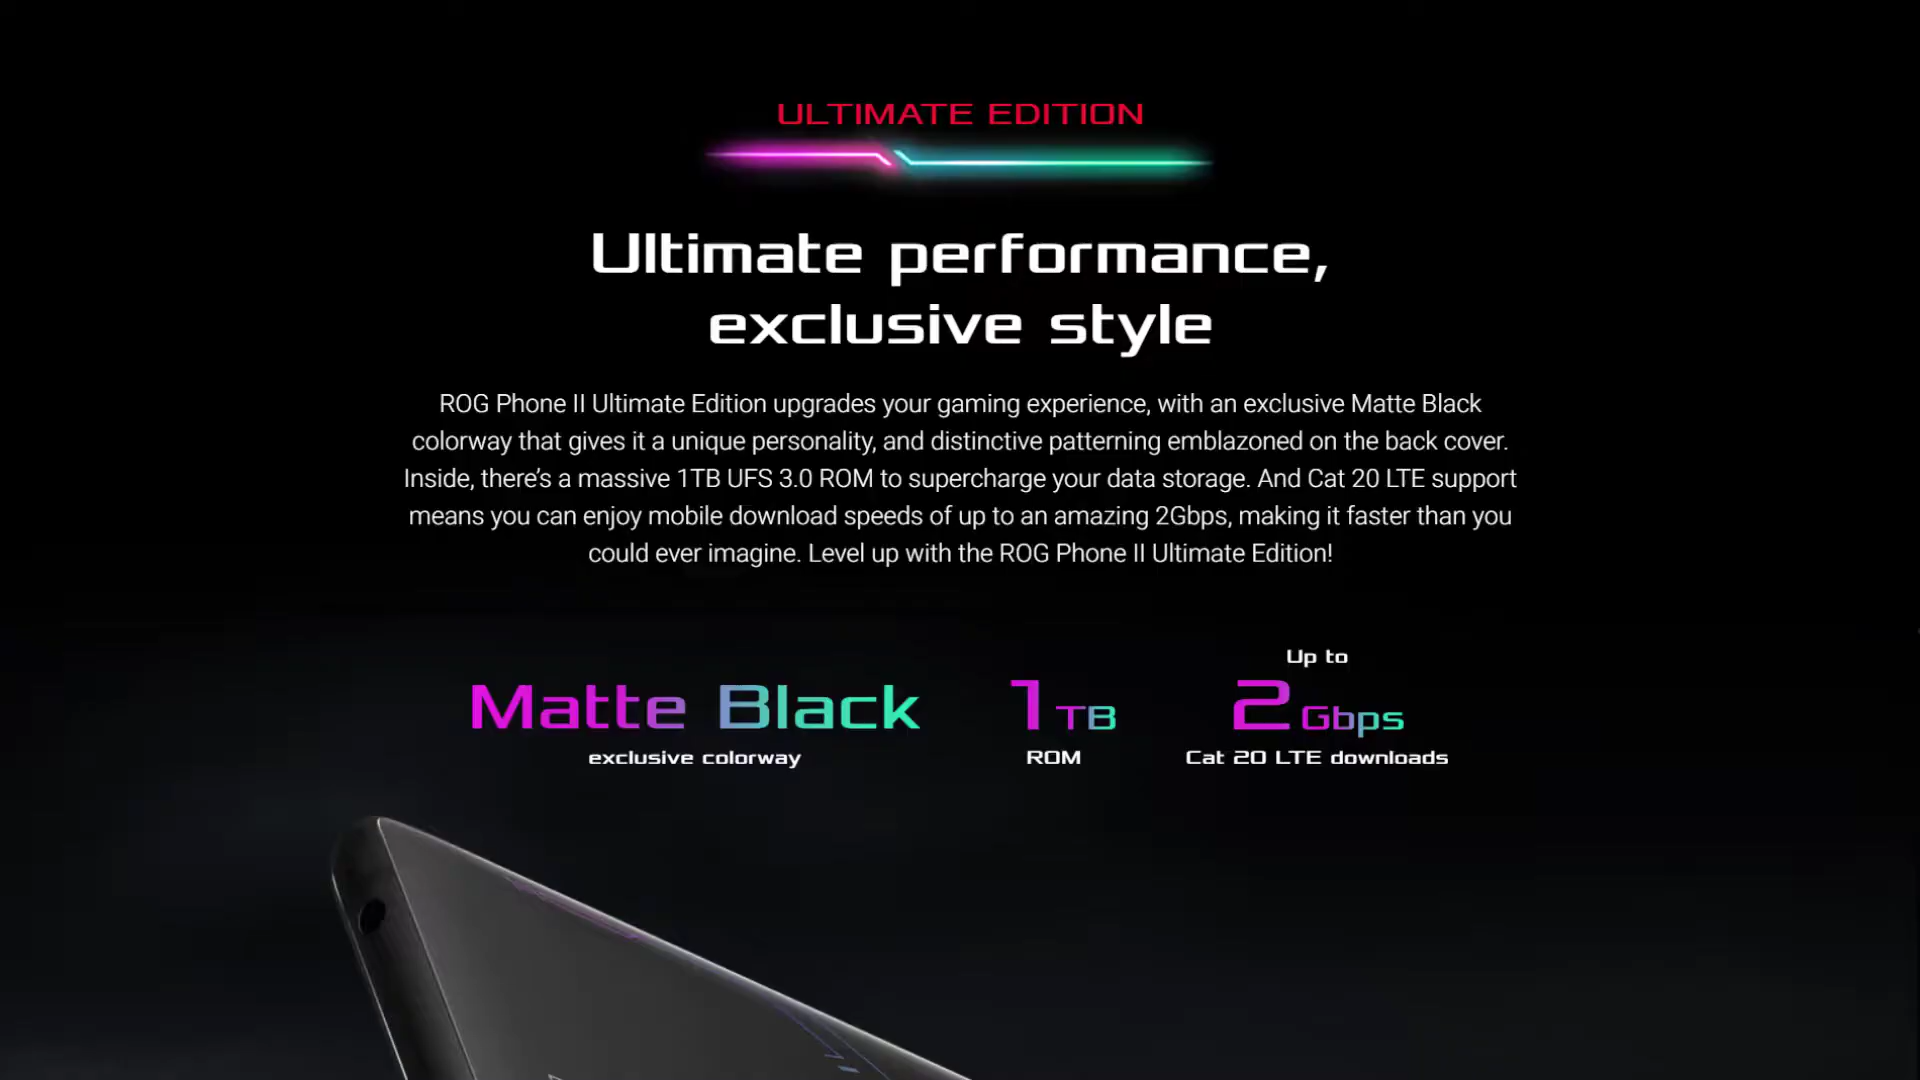 ULTIMATE EDITION
Ultimate performance,
exclusive style
ROG Phone II Ultimate Edition upgrades your gaming experience, with an exclusive Matte Black
colorway that gives it a unique personality, and distinctive patterning emblazoned on the back cover.
Inside, there’s a massive 1TB UFS 3.0 ROM to supercharge your data storage. And Cat 20 LTE support
means you can enjoy mobile download speeds of up to an amazing 2Gbps, making it faster than you
could ever imagine. Level up with the ROG Phone II Ultimate Edition!
Matte Black
exclusive colorway
1 TB
ROM
Up to
2 Gbps
Cat 20 LTE downloads